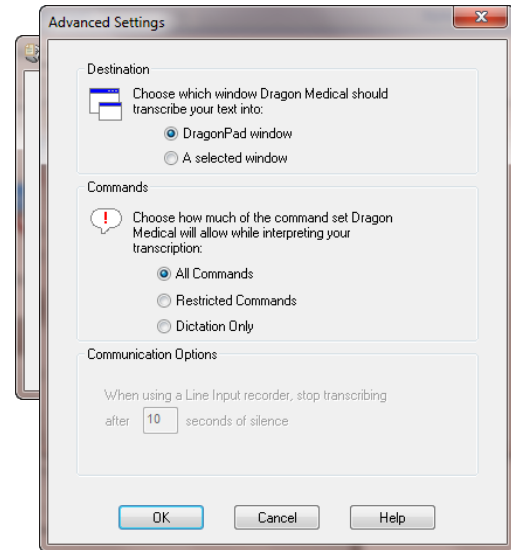 Advanced Settings
Destination
Choose which window Dragon Medical should
transcribe your text into:
DragonPad window
A selected window
Commands
Choose how much of the command set Dragon
Medical will allow while interpreting your
transcription:
All Commands
Restricted Commands
Dictation Only
Communication Options
When using a Line Input recorder, stop transcribing
after 10 seconds of silence
OK Cancel Help